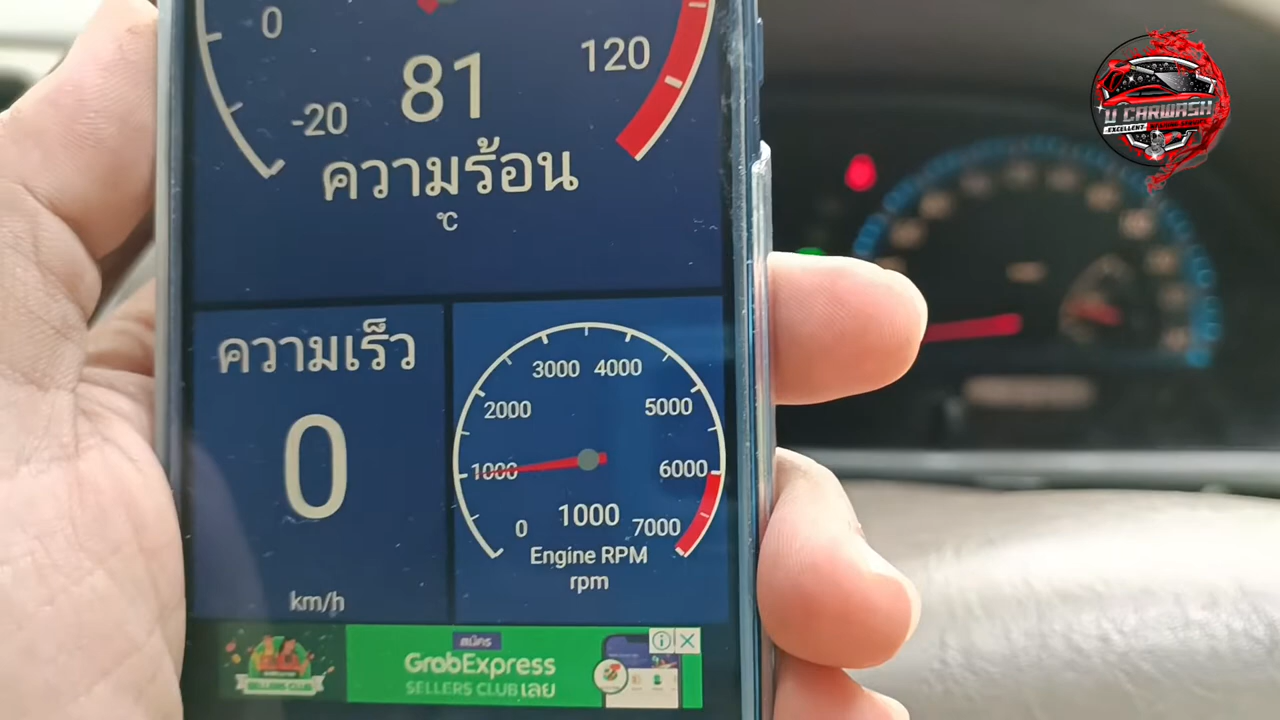 0
120
81
-20
ความร้อน
℃
ความเร็ว
0
km/h
3000 4000
2000
5000
1000
6000
0
1000
7000
Engine RPM
rpm
สมัคร
GrabExpress
SELLERS CLUB เลย
SELLERS CLUB
U CARWASH
EXCELLENT